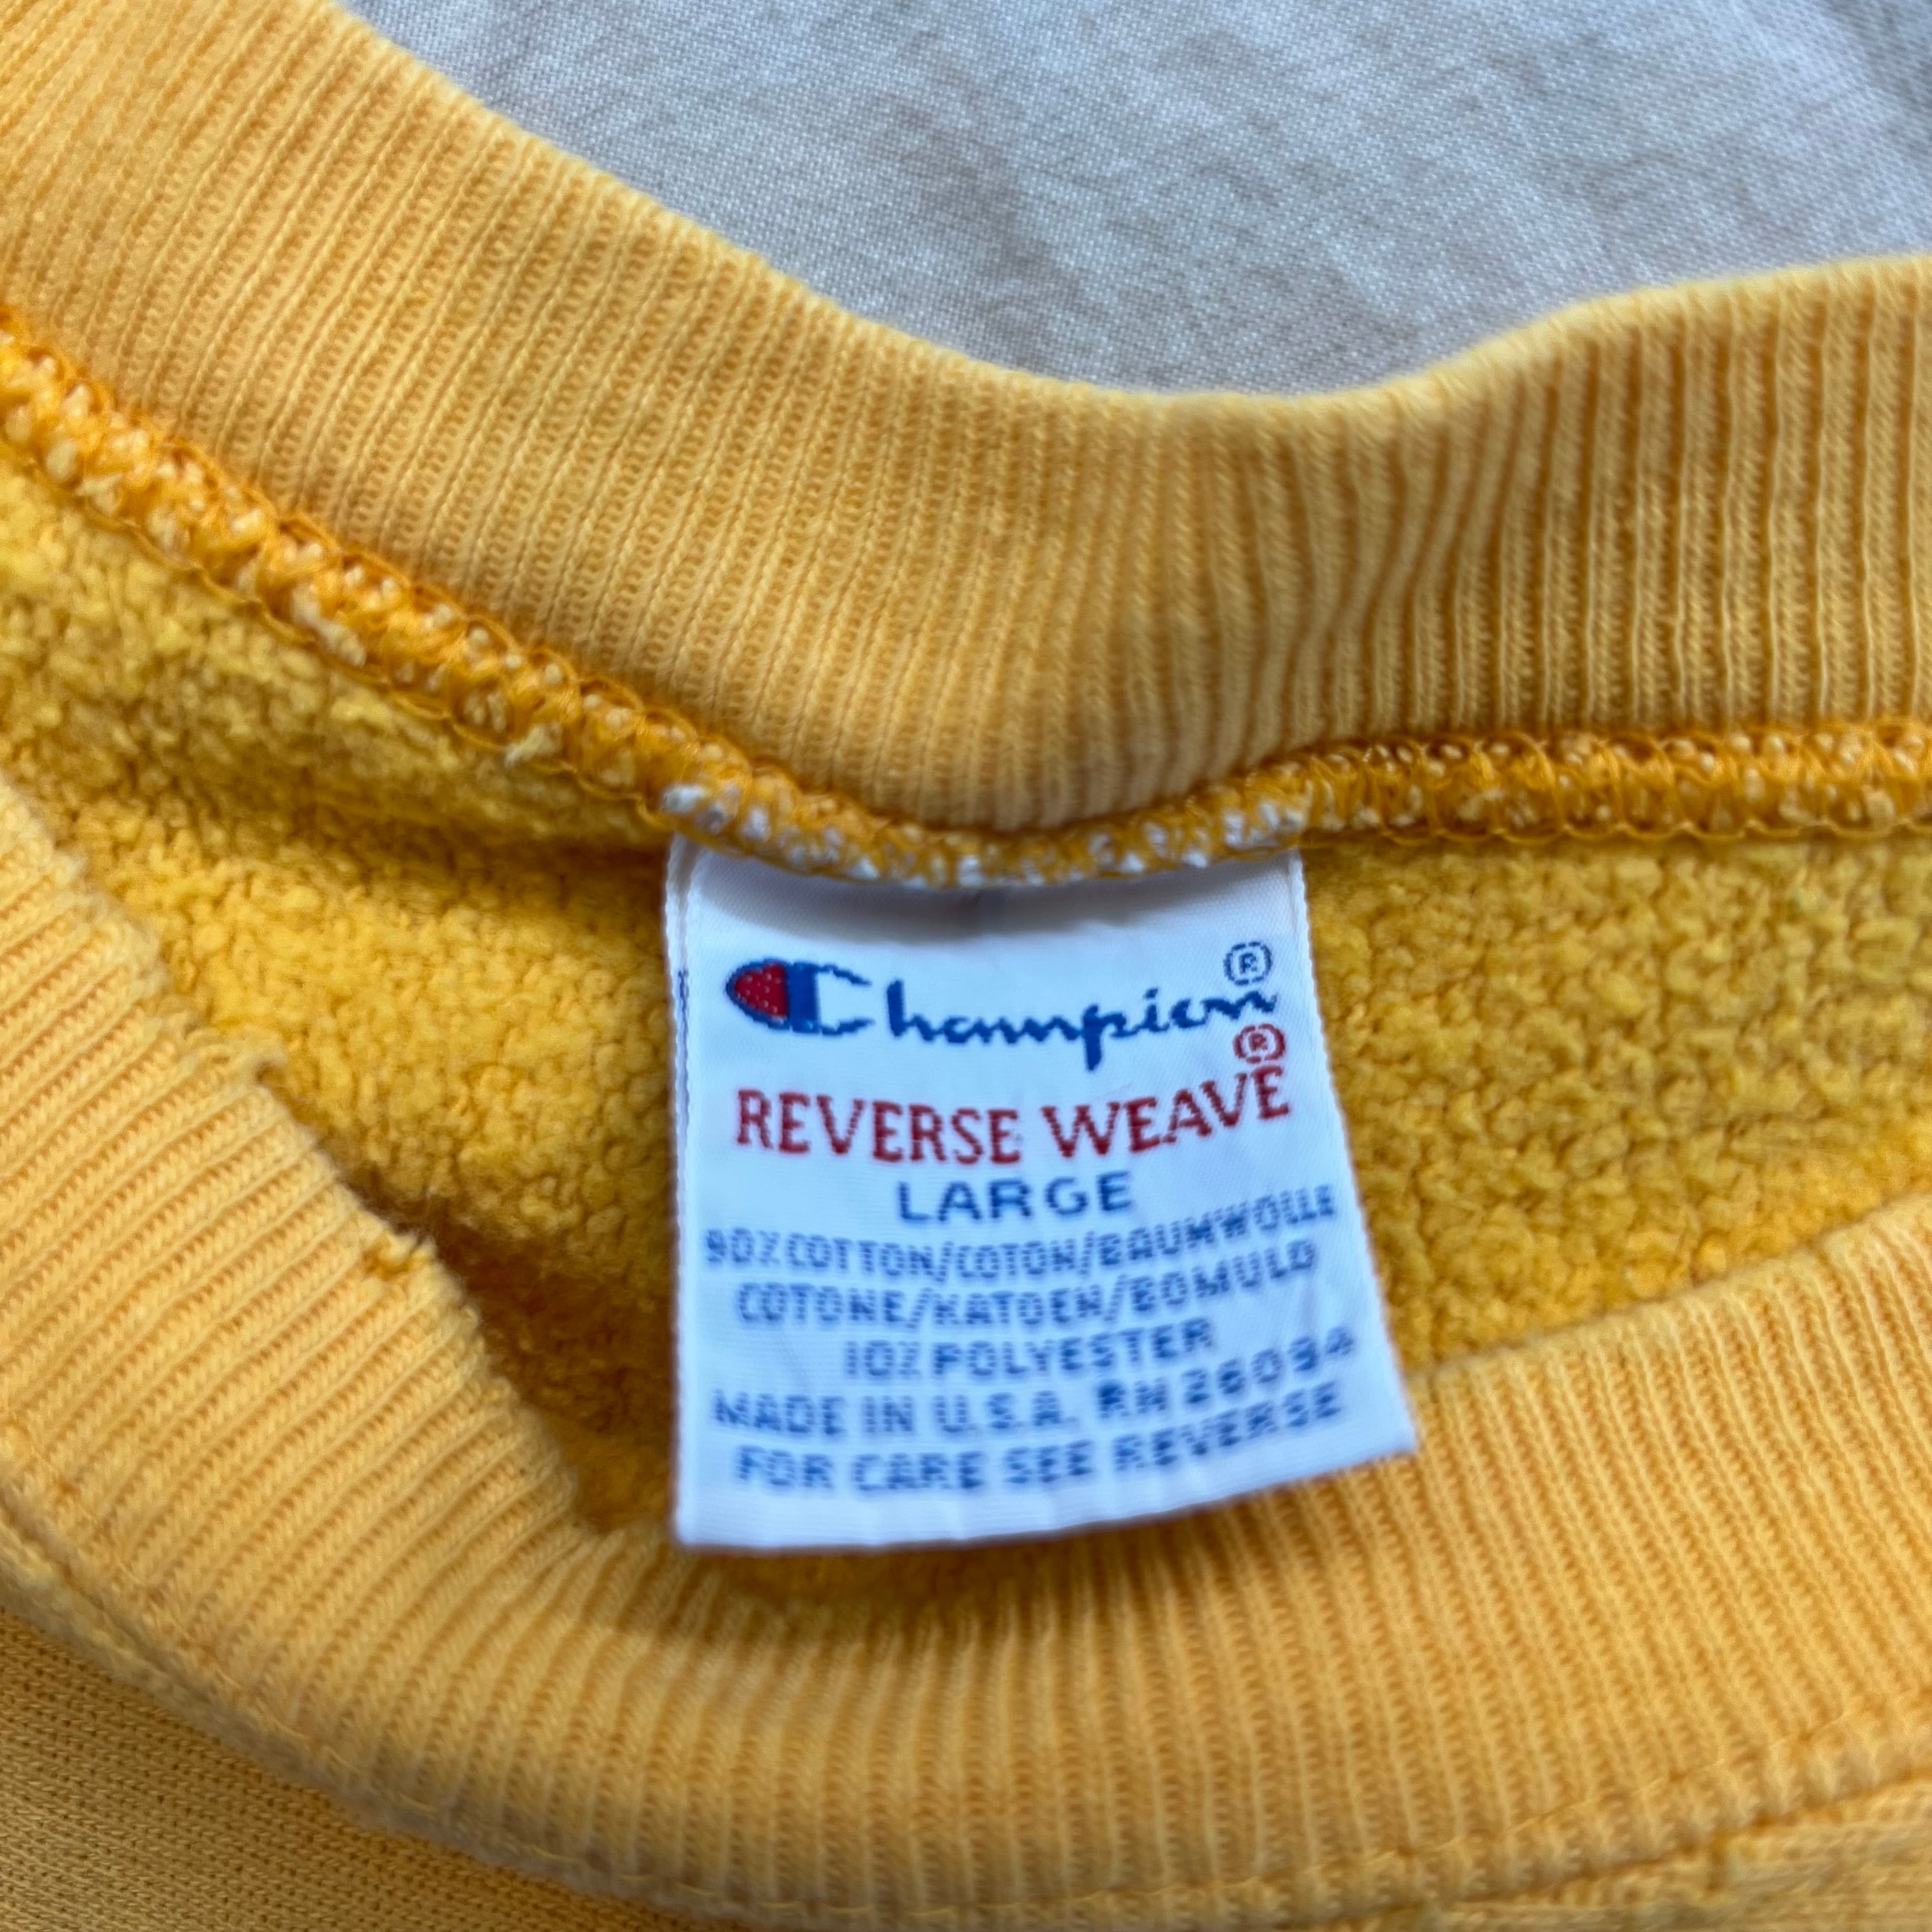 Champion®
REVERSE WEAVE®
LARGE
90% COTTON/COTON/BAUMWOLLE
COTONE/KATOEN/BOMULD
10% POLYESTER
MADE IN U.S.A. RN 26094
FOR CARE SEE REVERSE